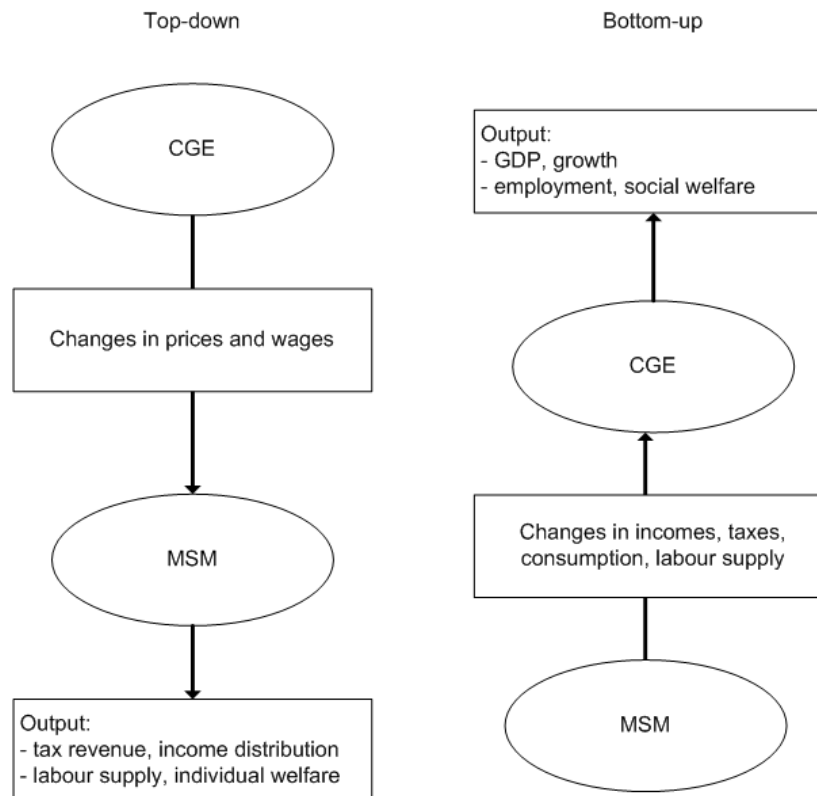 Top-down
CGE
Changes in prices and wages
MSM
Output:
- tax revenue, income distribution
- labour supply, individual welfare
Bottom-up
Output:
- GDP, growth
- employment, social welfare
CGE
Changes in incomes, taxes,
consumption, labour supply
MSM